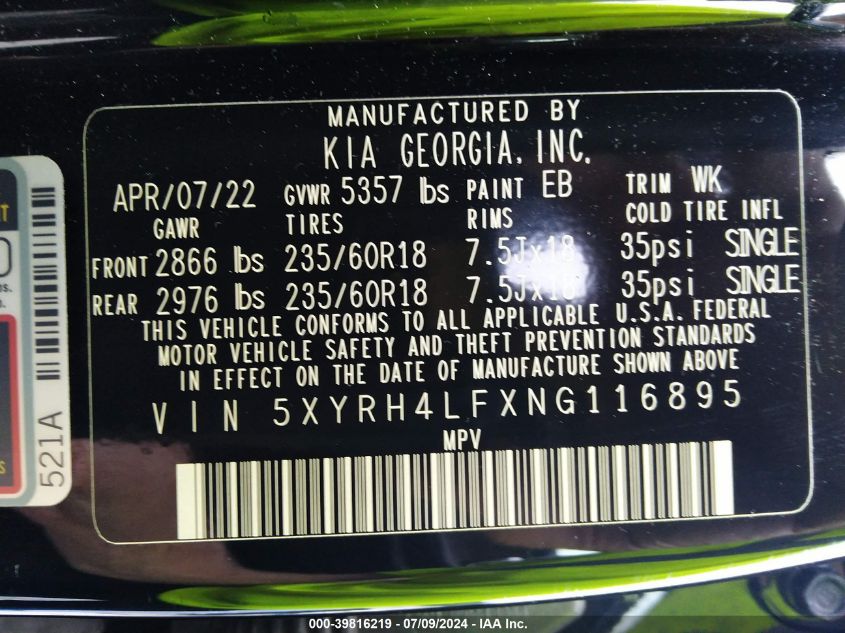 MANUFACTURED BY
KIA GEORGIA, INC.
APR/07/22 GVWR 5357 lbs PAINT EB TRIM WK
GAWR TIRES RIMS COLD TIRE INFL
FRONT 2866 lbs 235/60R18 7.5Jx18 35psi SINGLE
REAR 2976 lbs 235/60R18 7.5Jx18 35psi SINGLE
THIS VEHICLE CONFORMS TO ALL APPLICABLE U.S.A. FEDERAL
MOTOR VEHICLE SAFETY AND THEFT PREVENTION STANDARDS
IN EFFECT ON THE DATE OF MANUFACTURE SHOWN ABOVE
VIN 5XYRH4LFXNG116895
MPV
521A
000-39816219 - 07/09/2024 - IAA Inc.